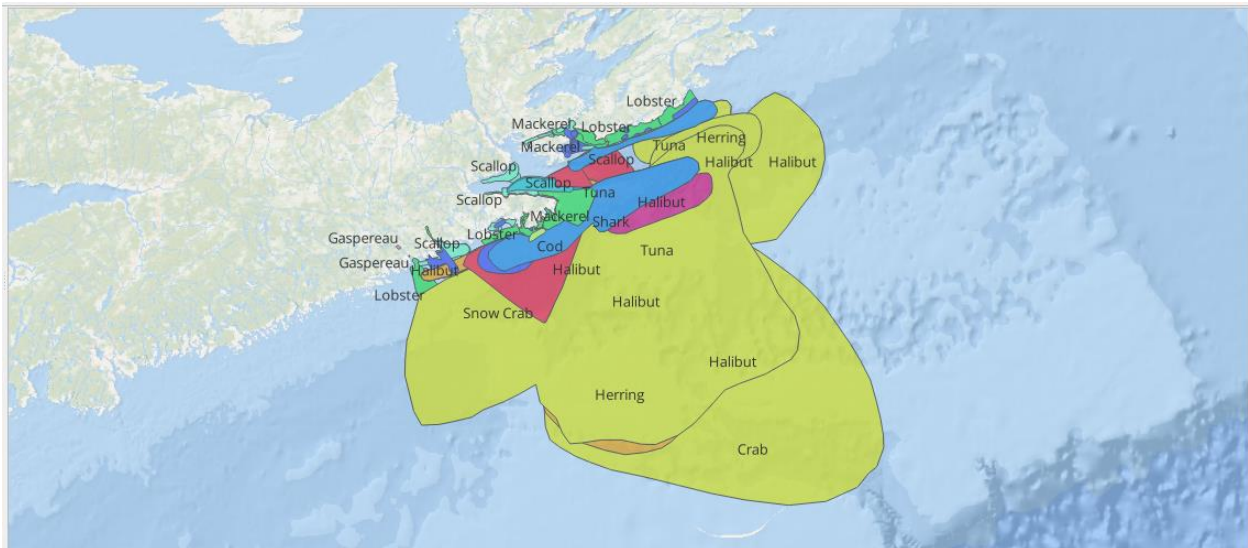 Lobster
Mackerel
Lobster
Herring
Mackerel
Tuna
Scallop
Halibut
Halibut
Scallop
Scallop
Tuna
Scallop
Halibut
Mackerel
Shark
Lobster
Gaspereau
Scallop
Cod
Tuna
Gaspereau
Halibut
Halibut
Lobster
Halibut
Snow Crab
Halibut
Herring
Crab